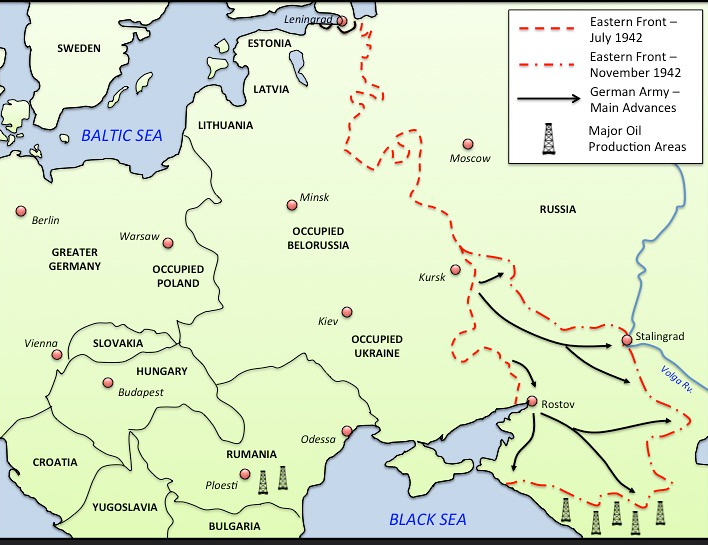 Leningrad
SWEDEN
ESTONIA
LATVIA
LITHUANIA
BALTIC SEA
Eastern Front –
July 1942
Eastern Front –
November 1942
German Army –
Main Advances
Major Oil
Production Areas
Moscow
Minsk
Berlin
RUSSIA
Warsaw
OCCUPIED
BELORUSSIA
GREATER
GERMANY
OCCUPIED
POLAND
Kursk
Kiev
Stalingrad
Vienna
SLOVAKIA
OCCUPIED
UKRAINE
HUNGARY
Volga Rv.
Budapest
Rostov
Odessa
CROATIA
RUMANIA
Ploesti
YUGOSLAVIA
BLACK SEA
BULGARIA